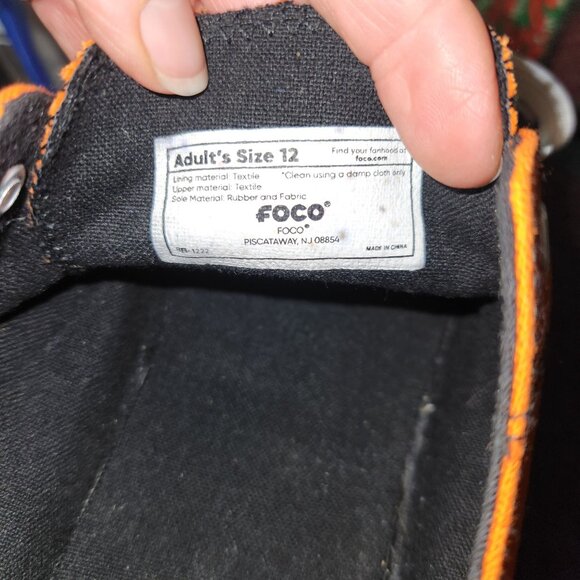 Adult's Size 12
Find your fanhood at
foco.com
Lining material: Textile
*Clean using a damp cloth only
Upper material: Textile
Sole Material: Rubber and Fabric
FOCO®
FOCO®
PISCATAWAY, NJ 08854
MADE IN CHINA